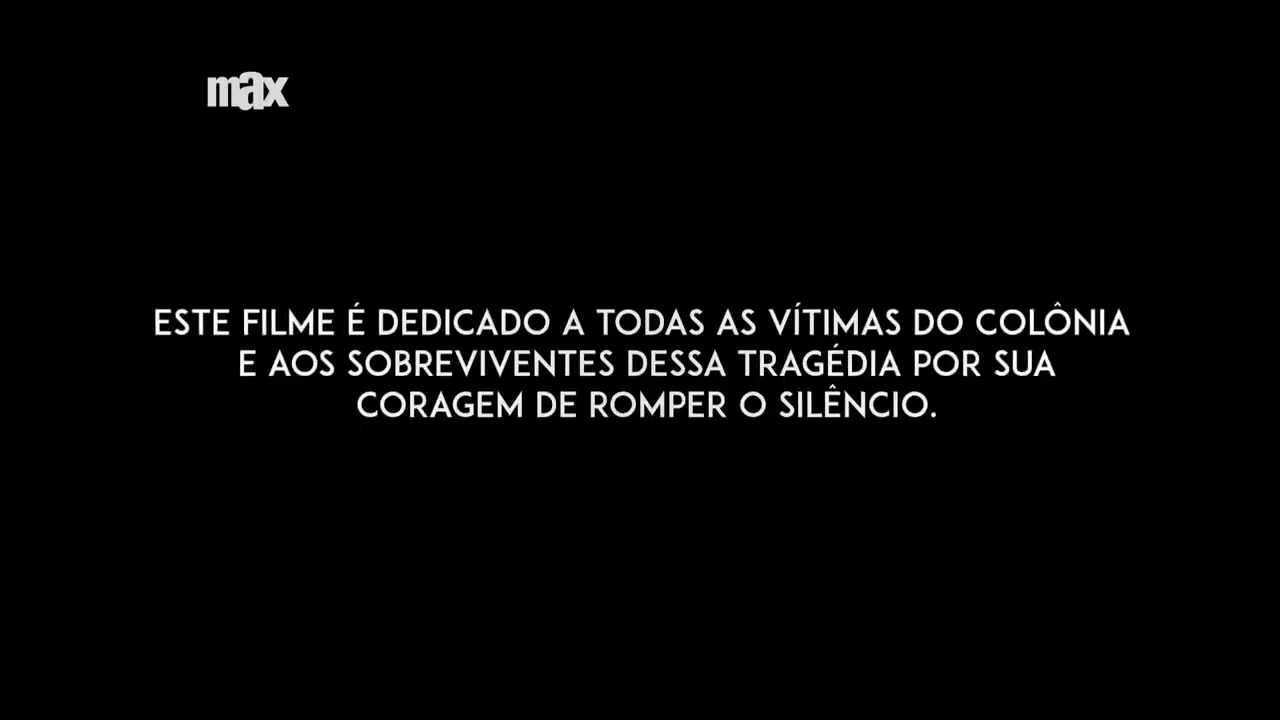 max
ESTE FILME É DEDICADO A TODAS AS VÍTIMAS DO COLÔNIA
E AOS SOBREVIVENTES DESSA TRAGÉDIA POR SUA
CORAGEM DE ROMPER O SILÊNCIO.